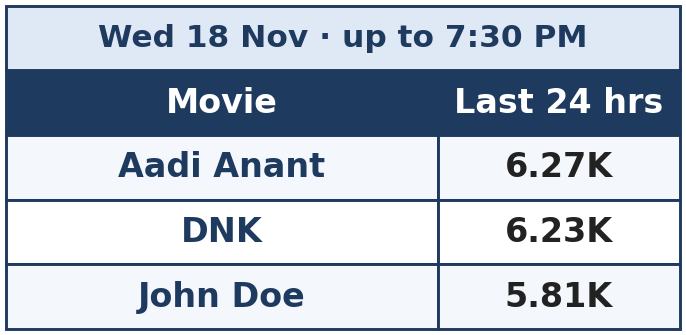 Wed 18 Nov · up to 7:30 PM
Movie Last 24 hrs
Aadi Anant 6.27K
DNK 6.23K
John Doe 5.81K